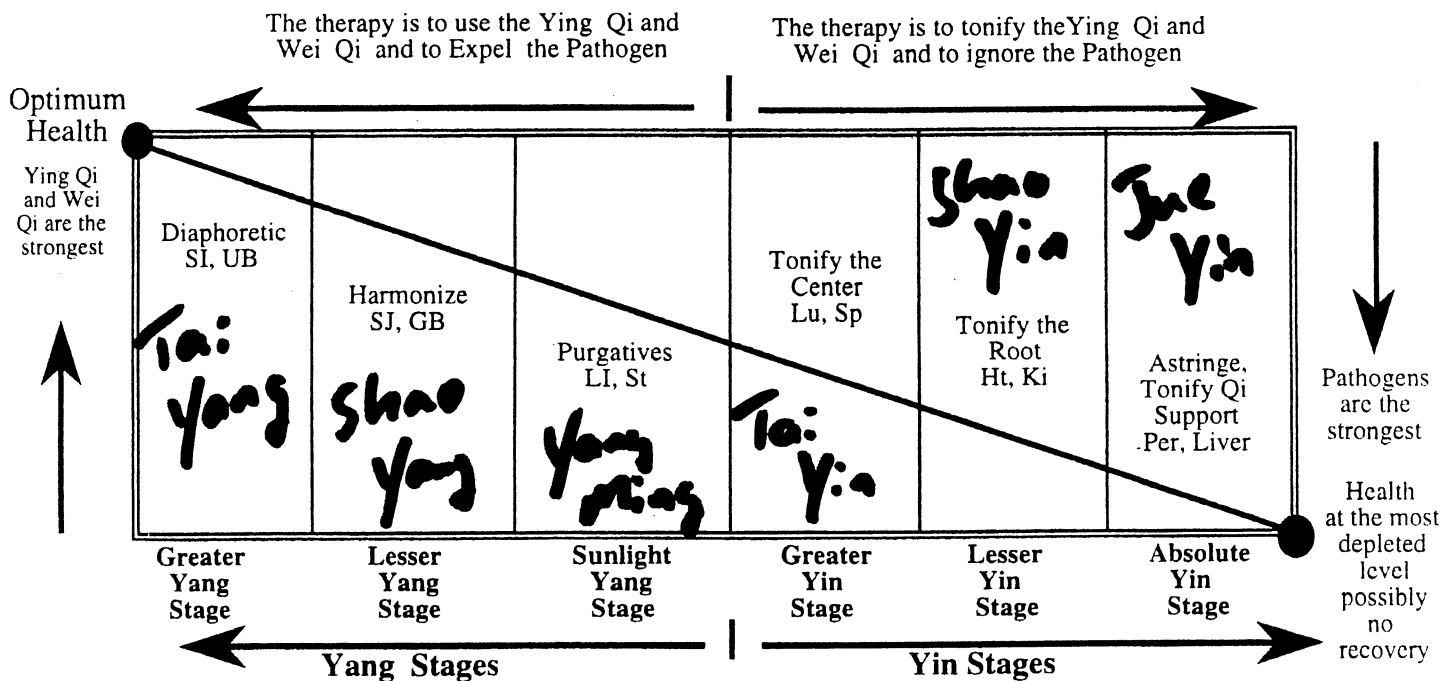 The therapy is to use the Ying Qi and
Wei Qi and to Expel the Pathogen
The therapy is to tonify the Ying Qi and
Wei Qi and to ignore the Pathogen
Optimum
Health
Ying Qi
and Wei
Qi are the
strongest
Diaphoretic
SI, UB
Tai
Yang
Harmonize
SJ, GB
Shao
Yang
Purgatives
LI, St
Yang
Ming
Tonify the
Center
Lu, Sp
Tai
Yin
Shao
Yin
Tonify the
Root
Ht, Ki
Jue
Yin
Astringe,
Tonify Qi
Support
Per, Liver
Pathogens
are the
strongest
Health
at the most
depleted
level
possibly
no
recovery
Greater
Yang
Stage
Lesser
Yang
Stage
Sunlight
Yang
Stage
Greater
Yin
Stage
Lesser
Yin
Stage
Absolute
Yin
Stage
Yang Stages
Yin Stages